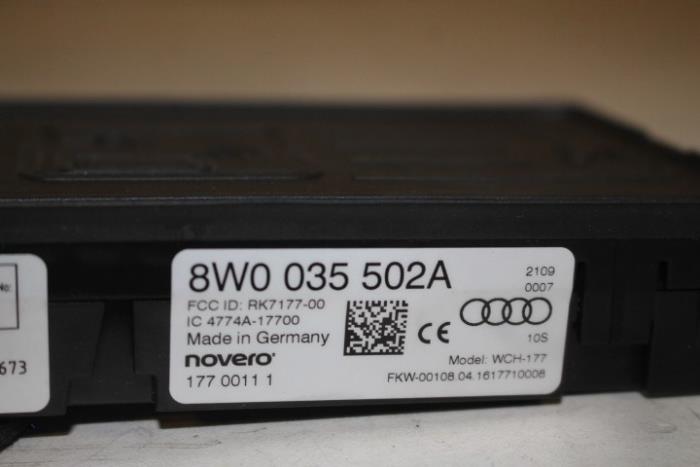 8W0 035 502A
2109
0007
FCC ID: RK7177-00
IC 4774A-17700
Made in Germany
10S
novero
Model: WCH-177
177 0011 1
FKW-00108.04.1617710008
No:
673